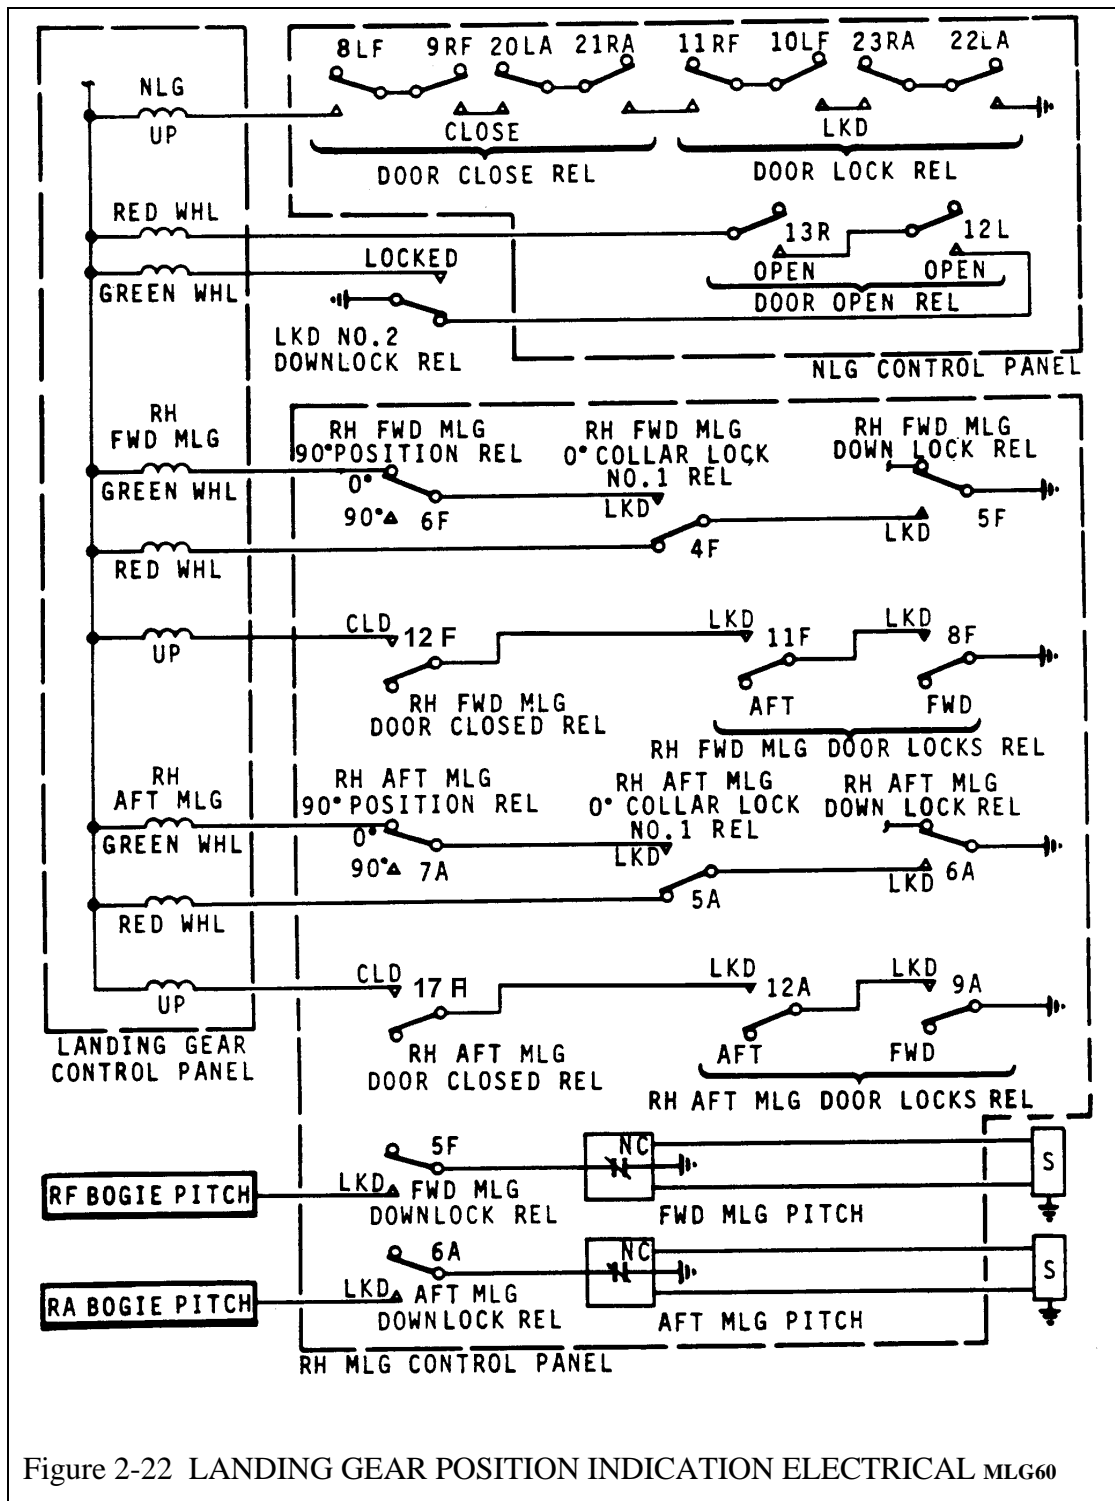 8LF 9RF 20LA 21RA 11RF 10LF 23RA 22LA
NLG
UP
CLOSE
LKD
DOOR CLOSE REL
DOOR LOCK REL
RED WHL
13R 12L
LOCKED
OPEN OPEN
GREEN WHL
DOOR OPEN REL
LKD NO.2
DOWNLOCK REL
NLG CONTROL PANEL
RH
FWD MLG
GREEN WHL
RH FWD MLG
90° POSITION REL
0°
90° 6F
RH FWD MLG
0° COLLAR LOCK
NO.1 REL
LKD
4F
RH FWD MLG
DOWN LOCK REL
LKD
5F
RED WHL
UP
CLD 12F
RH FWD MLG
DOOR CLOSED REL
LKD 11F
AFT
LKD 8F
FWD
RH FWD MLG DOOR LOCKS REL
RH
AFT MLG
GREEN WHL
RH AFT MLG
90° POSITION REL
0°
90° 7A
RH AFT MLG
0° COLLAR LOCK
NO.1 REL
LKD
5A
RH AFT MLG
DOWN LOCK REL
LKD
6A
RED WHL
UP
CLD
RH AFT MLG
DOOR CLOSED REL
LKD 12A
AFT
LKD 9A
FWD
RH AFT MLG DOOR LOCKS REL
LANDING GEAR
CONTROL PANEL
RF BOGIE PITCH
5F
LKD FWD MLG
DOWNLOCK REL
NC
FWD MLG PITCH
S
RA BOGIE PITCH
6A
LKD AFT MLG
DOWNLOCK REL
NC
AFT MLG PITCH
S
RH MLG CONTROL PANEL
Figure 2-22 LANDING GEAR POSITION INDICATION ELECTRICAL MLG60